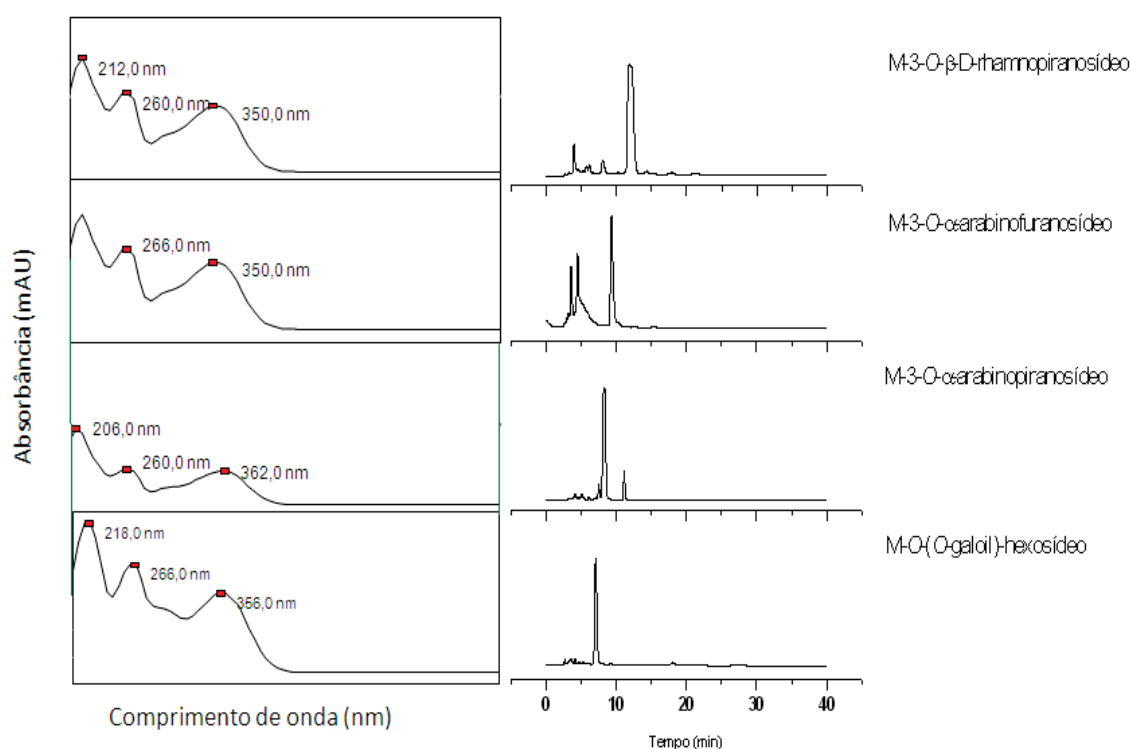 212,0 nm
260,0 nm
350,0 nm
M-3-O-β-D-rhamnopiranosídeo
266,0 nm
350,0 nm
M-3-O-α-arabinofuranosídeo
Absorbância (mAU)
206,0 nm
260,0 nm
362,0 nm
M-3-O-α-arabinopiranosídeo
218,0 nm
266,0 nm
356,0 nm
M-O-(O-galoil)-hexosídeo
0 10 20 30 40
Comprimento de onda (nm)
Tempo (min)